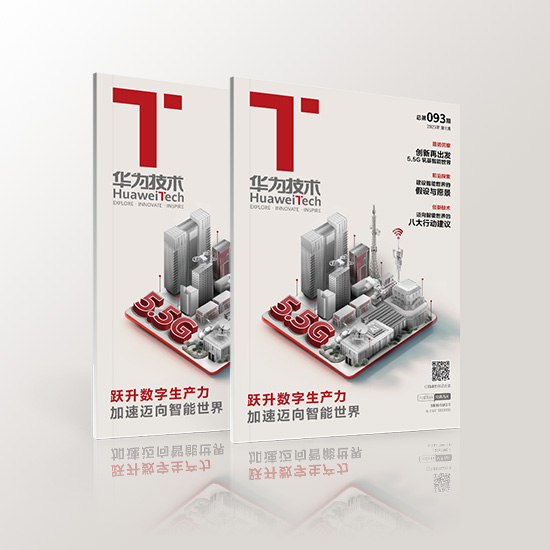 华为技术
HuaweiTech
EXPLORE · INNOVATE · INSPIRE
5.5G
跃升数字生产力
加速迈向智能世界
总第093期
华为技术
HuaweiTech
EXPLORE · INNOVATE · INSPIRE
创新再出发
5.5G 筑基智能世界
建设智能世界的
假设与愿景
迈向智能世界的
八大行动建议
5.5G
跃升数字生产力
加速迈向智能世界